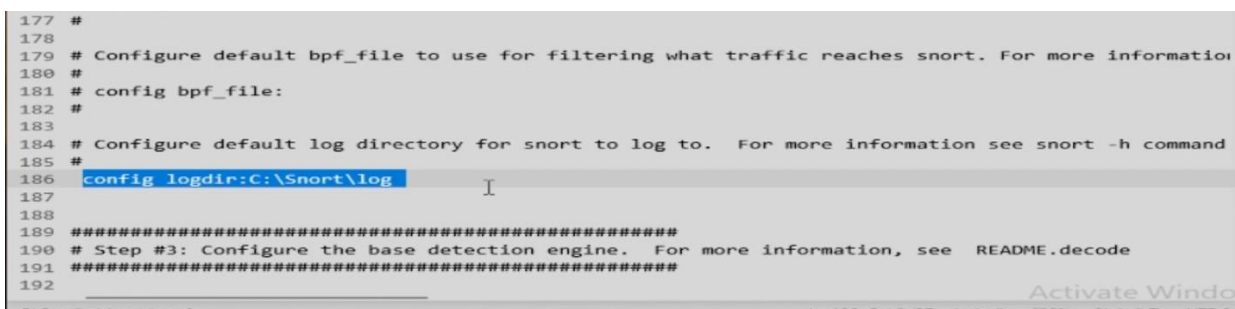 177 #
178
179 # Configure default bpf_file to use for filtering what traffic reaches snort. For more
180 #
181 # config bpf_file:
182 #
183
184 # Configure default log directory for snort to log to.  For more information see snort -h command
185 #
186  config logdir:C:\Snort\log
187
188
189 ###################################################
190 # Step #3: Configure the base detection engine.  For more information, see  README.decode
191 ###################################################
192
Activate